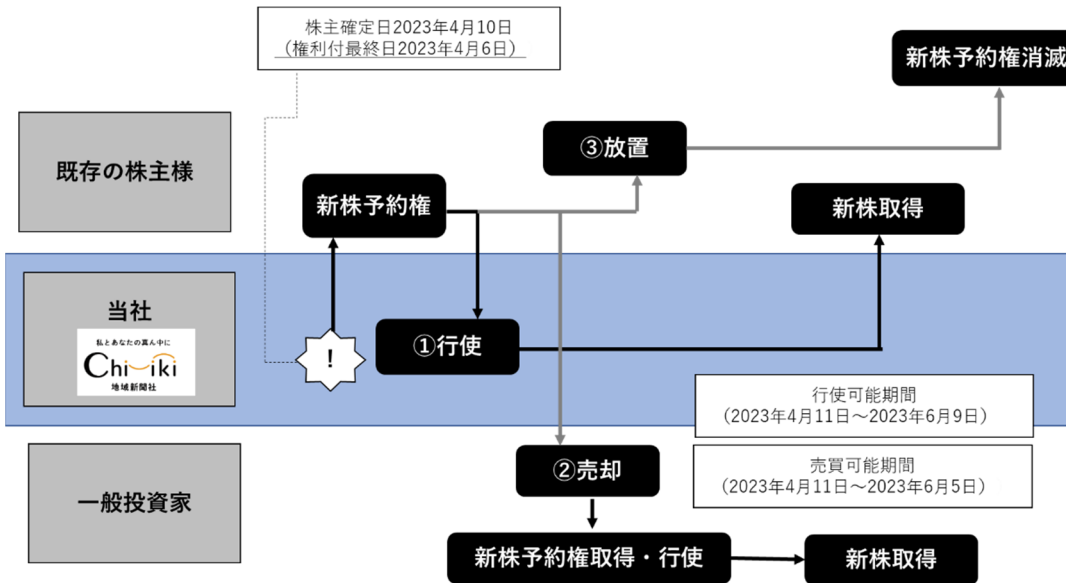 株主確定日2023年4月10日
（権利付最終日2023年4月6日）
新株予約権消滅
既存の株主様
③放置
新株予約権
新株取得
当社
私とあなたの真ん中に
Chiiki
地域新聞社
!
①行使
行使可能期間
（2023年4月11日～2023年6月9日）
一般投資家
②売却
売買可能期間
（2023年4月11日～2023年6月5日）
新株予約権取得・行使
新株取得